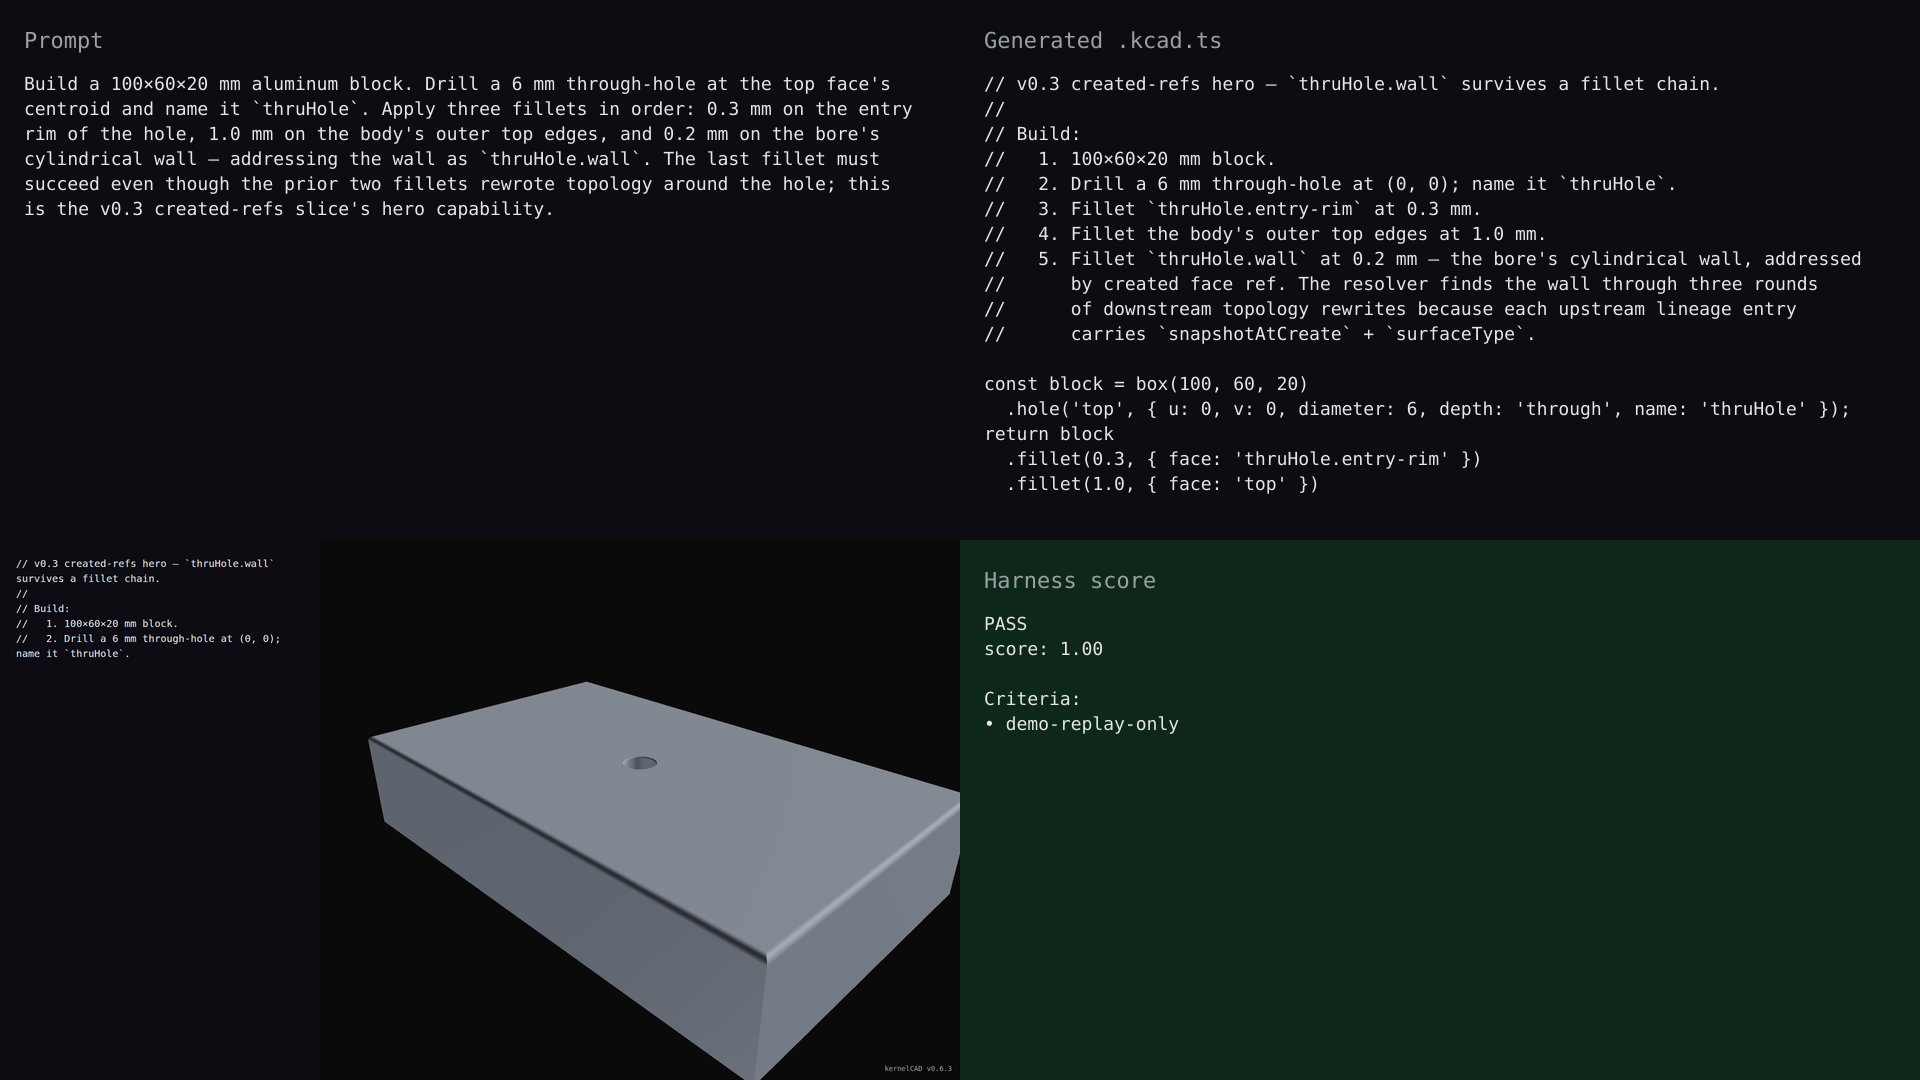 Prompt
Build a 100×60×20 mm aluminum block. Drill a 6 mm through-hole at the top face's
centroid and name it `thruHole`. Apply three fillets in order: 0.3 mm on the entry
rim of the hole, 1.0 mm on the body's outer top edges, and 0.2 mm on the bore's
cylindrical wall — addressing the wall as `thruHole.wall`. The last fillet must
succeed even though the prior two fillets rewrote topology around the hole; this
is the v0.3 created-refs slice's hero capability.
Generated .kcad.ts
// v0.3 created-refs hero — `thruHole.wall` survives a fillet chain.
//
// Build:
//   1. 100×60×20 mm block.
//   2. Drill a 6 mm through-hole at (0, 0); name it `thruHole`.
//   3. Fillet `thruHole.entry-rim` at 0.3 mm.
//   4. Fillet the body's outer top edges at 1.0 mm.
//   5. Fillet `thruHole.wall` at 0.2 mm — the bore's cylindrical wall, addressed
//      by created face ref. The resolver finds the wall through three rounds
//      of downstream topology rewrites because each upstream lineage entry
//      carries `snapshotAtCreate` + `surfaceType`.
const block = box(100, 60, 20)
  .hole('top', { u: 0, v: 0, diameter: 6, depth: 'through', name: 'thruHole' });
return block
  .fillet(0.3, { face: 'thruHole.entry-rim' })
  .fillet(1.0, { face: 'top' })
// v0.3 created-refs hero — `thruHole.wall`
survives a fillet chain.
//
// Build:
//   1. 100×60×20 mm block.
//   2. Drill a 6 mm through-hole at (0, 0);
name it `thruHole`.
kernelCAD v0.6.3
Harness score
PASS
score: 1.00
Criteria:
• demo-replay-only